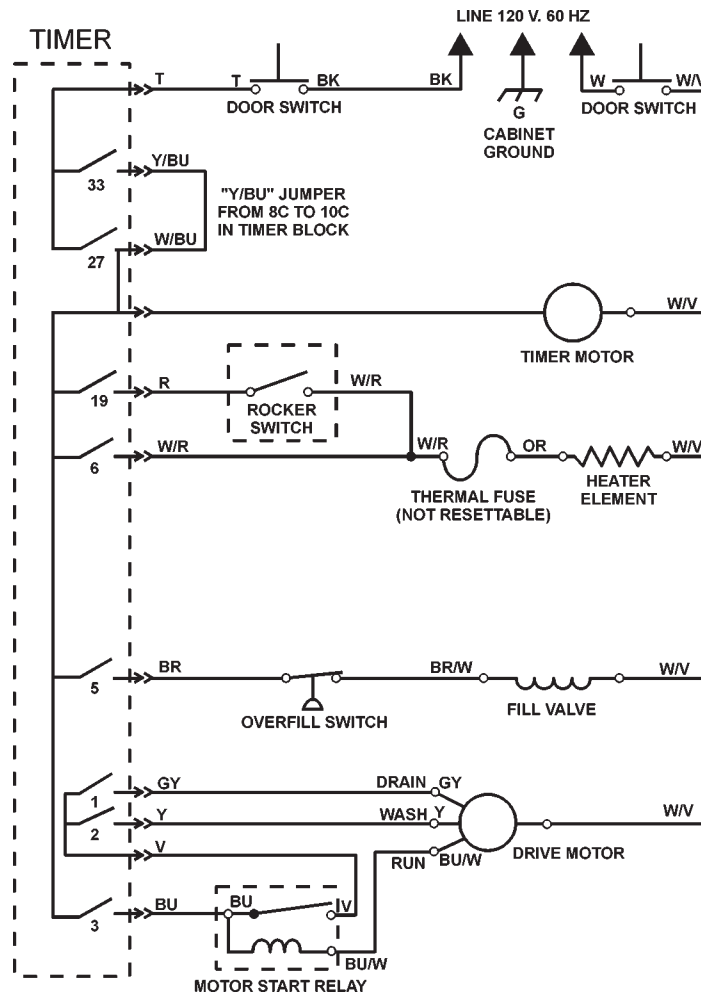 LINE 120 V. 60 HZ
TIMER
T
T
BK
BK
W
W/V
DOOR SWITCH
G
CABINET
GROUND
DOOR SWITCH
33
Y/BU
"Y/BU" JUMPER
FROM 8C TO 10C
IN TIMER BLOCK
27
W/BU
W/V
TIMER MOTOR
19
R
ROCKER
SWITCH
W/R
6
W/R
W/R
OR
W/V
THERMAL FUSE
(NOT RESETTABLE)
HEATER
ELEMENT
5
BR
BR/W
W/V
OVERFILL SWITCH
FILL VALVE
1
GY
DRAIN
GY
2
Y
WASH
Y
W/V
V
RUN
BU/W
DRIVE MOTOR
3
BU
BU
V
BU/W
MOTOR START RELAY